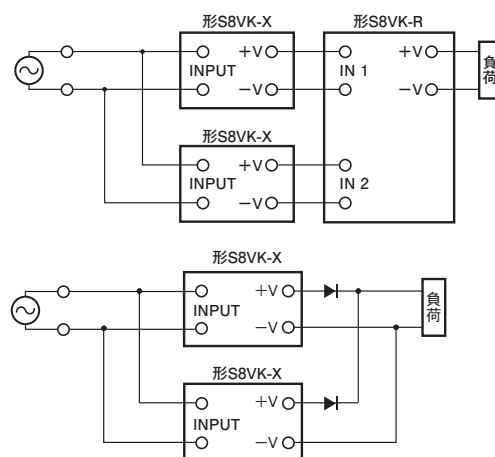 形S8VK-X
形S8VK-R
INPUT
+V
−V
IN 1
+V
−V
負荷
形S8VK-X
INPUT
+V
−V
IN 2
形S8VK-X
INPUT
+V
−V
負荷
形S8VK-X
INPUT
+V
−V